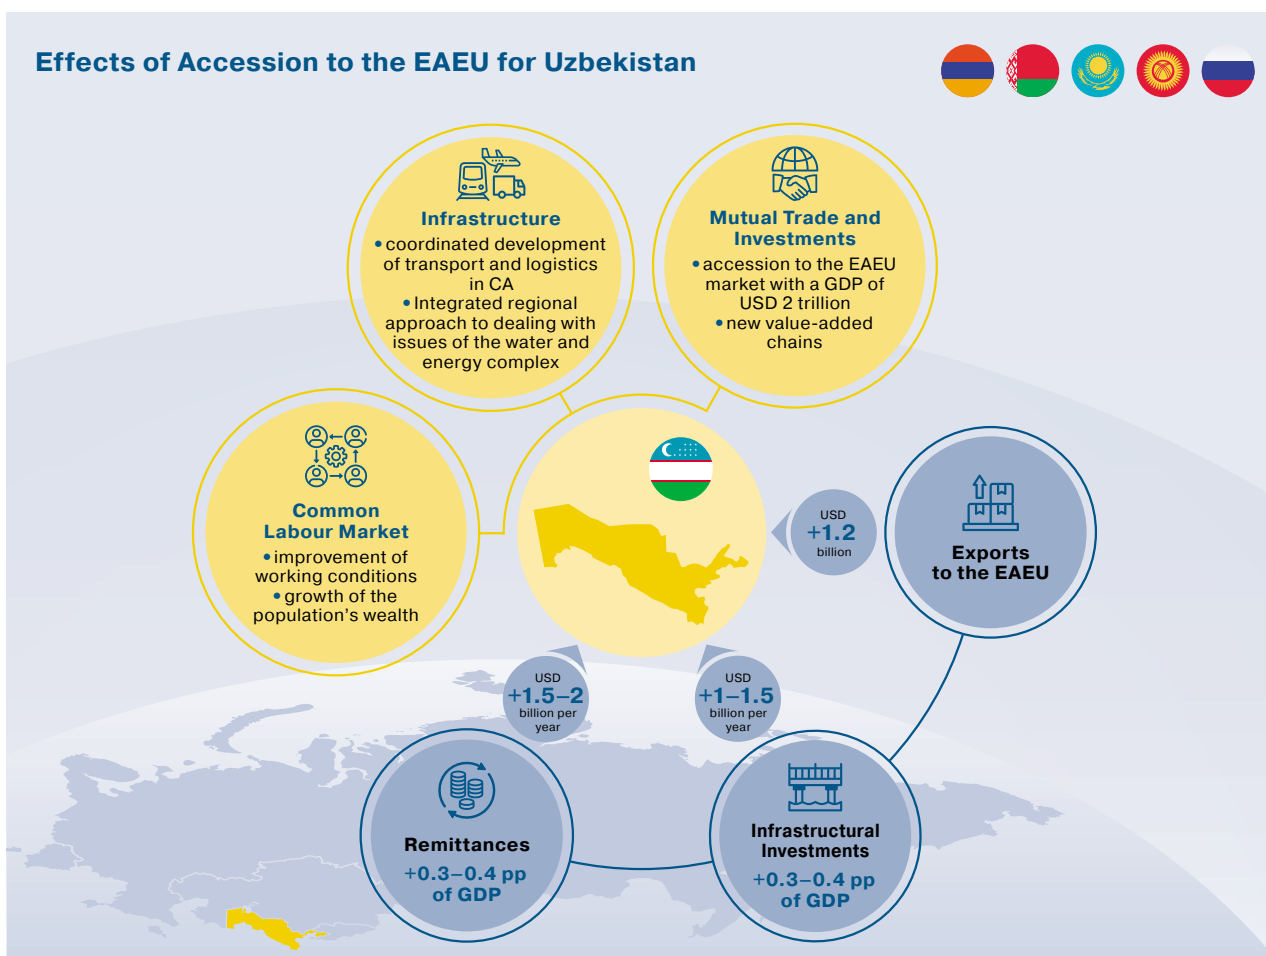 Effects of Accession to the EAEU for Uzbekistan
Infrastructure
• coordinated development
of transport and logistics
in CA
• Integrated regional
approach to dealing with
issues of the water and
energy complex
Mutual Trade and
Investments
• accession to the EAEU
market with a GDP of
USD 2 trillion
• new value-added
chains
Common
Labour Market
• improvement of
working conditions
• growth of the
population’s wealth
USD
+1.2
billion
Exports
to the EAEU
USD
+1.5–2
billion per
year
USD
+1–1.5
billion per
year
Remittances
+0.3–0.4 pp
of GDP
Infrastructural
Investments
+0.3–0.4 pp
of GDP